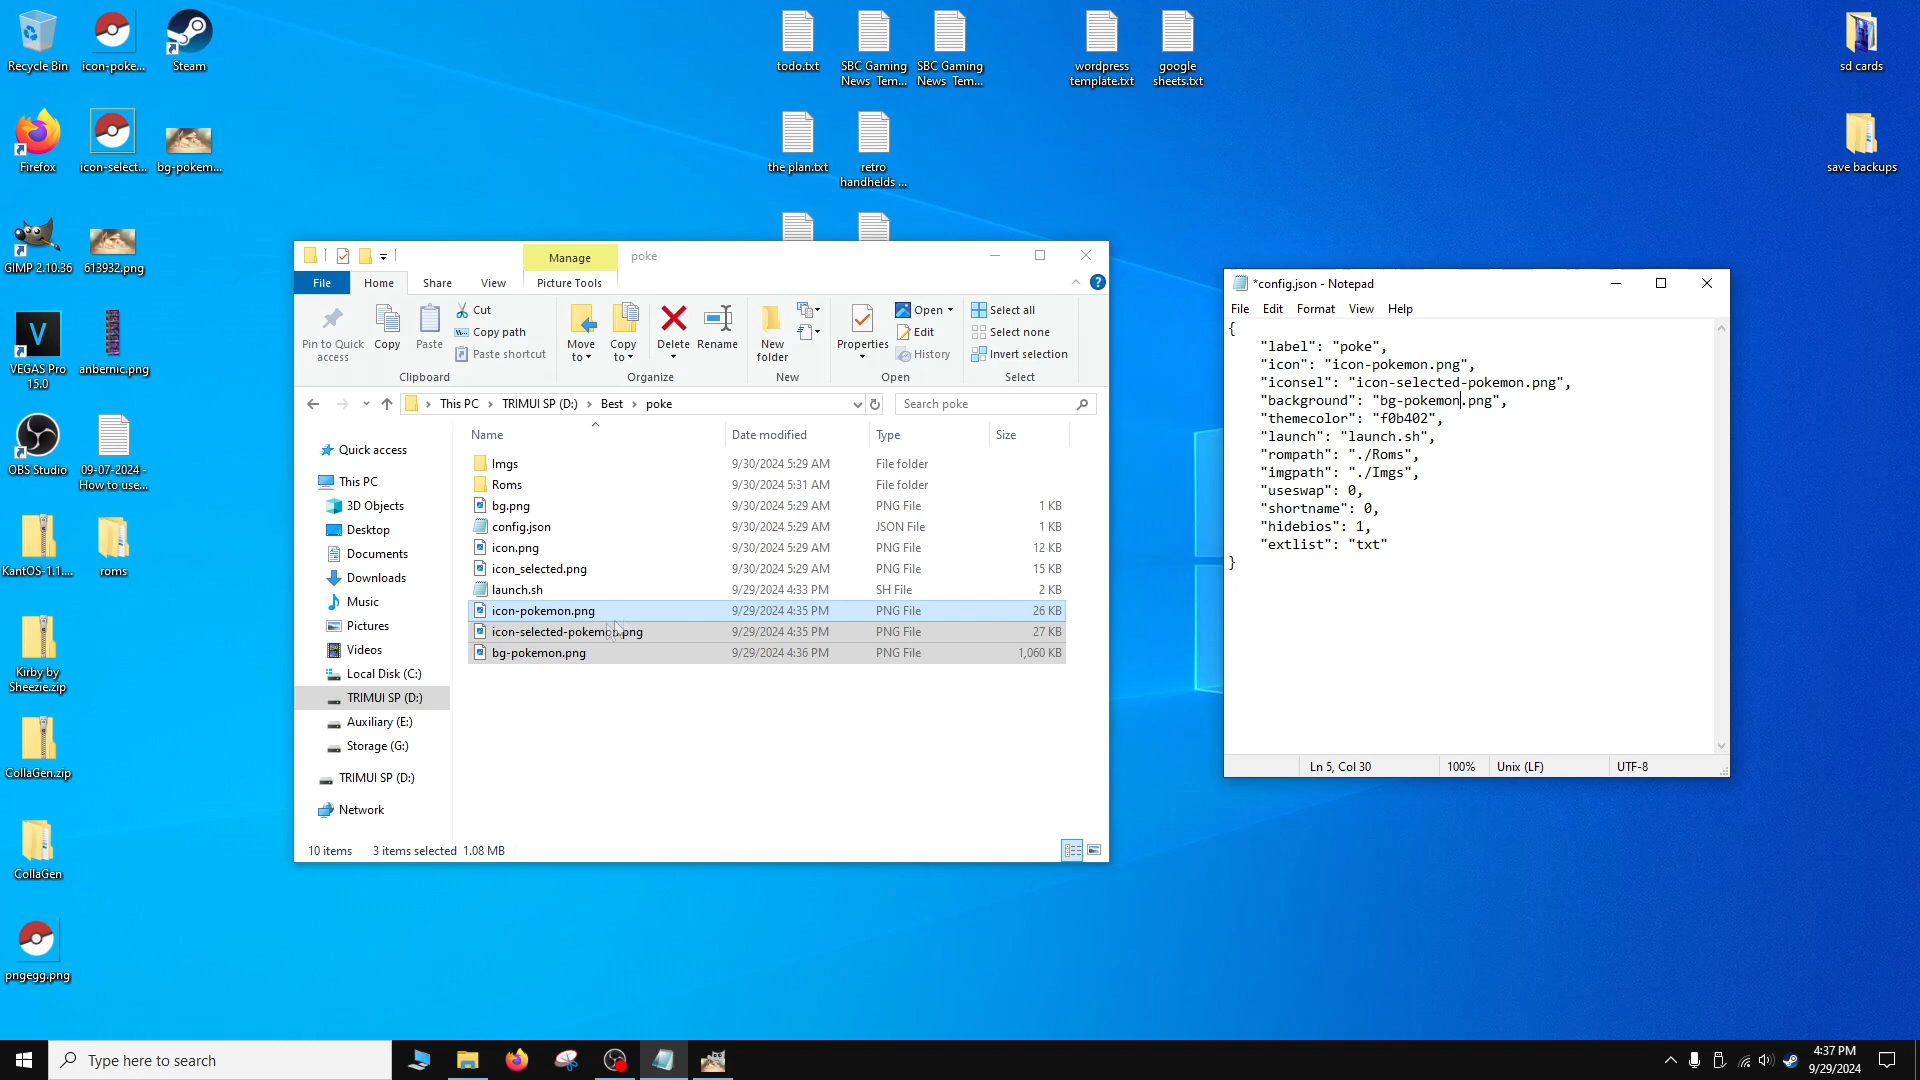 Recycle Bin
icon-poke...
Steam
todo.txt
SBC Gaming
News_Tem...
SBC Gaming
News_Tem...
wordpress
template.txt
google
sheets.txt
sd cards
Firefox
icon-select...
bg-pokem...
the plan.txt
retro
handhelds ...
save backups
GIMP 2.10.36
613932.png
VEGAS Pro
15.0
anbernic.png
OBS Studio
09-07-2024 -
How to use...
KantOS-1.1....
roms
Kirby by
Sheezie.zip
CollaGen.zip
CollaGen
pngegg.png
Manage
poke
File
Home
Share
View
Picture Tools
Pin to Quick
access
Copy
Paste
Cut
Copy path
Paste shortcut
Clipboard
Move
to
Copy
to
Delete
Rename
Organize
New
folder
New
Properties
Open
Edit
History
Open
Select all
Select none
Invert selection
Select
This PC > TRIMUI SP (D:) > Best > poke
Search poke
Name Date modified Type Size
Quick access
This PC
3D Objects
Desktop
Documents
Downloads
Music
Pictures
Videos
Local Disk (C:)
TRIMUI SP (D:)
Auxiliary (E:)
Storage (G:)
TRIMUI SP (D:)
Network
Imgs 9/30/2024 5:29 AM File folder
Roms 9/30/2024 5:31 AM File folder
bg.png 9/30/2024 5:29 AM PNG File 1 KB
config.json 9/30/2024 5:29 AM JSON File 1 KB
icon.png 9/30/2024 5:29 AM PNG File 12 KB
icon_selected.png 9/30/2024 5:29 AM PNG File 15 KB
launch.sh 9/29/2024 4:33 PM SH File 2 KB
icon-pokemon.png 9/29/2024 4:35 PM PNG File 26 KB
icon-selected-pokemon.png 9/29/2024 4:35 PM PNG File 27 KB
bg-pokemon.png 9/29/2024 4:36 PM PNG File 1,060 KB
10 items 3 items selected 1.08 MB
*config.json - Notepad
File Edit Format View Help
{
"label": "poke",
"icon": "icon-pokemon.png",
"iconsel": "icon-selected-pokemon.png",
"background": "bg-pokemon.png",
"themecolor": "f0b402",
"launch": "launch.sh",
"rompath": "./Roms",
"imgpath": "./Imgs",
"useswap": 0,
"shortname": 0,
"hidebios": 1,
"extlist": "txt"
}
Ln 5, Col 30 100% Unix (LF) UTF-8
Type here to search
4:37 PM
9/29/2024